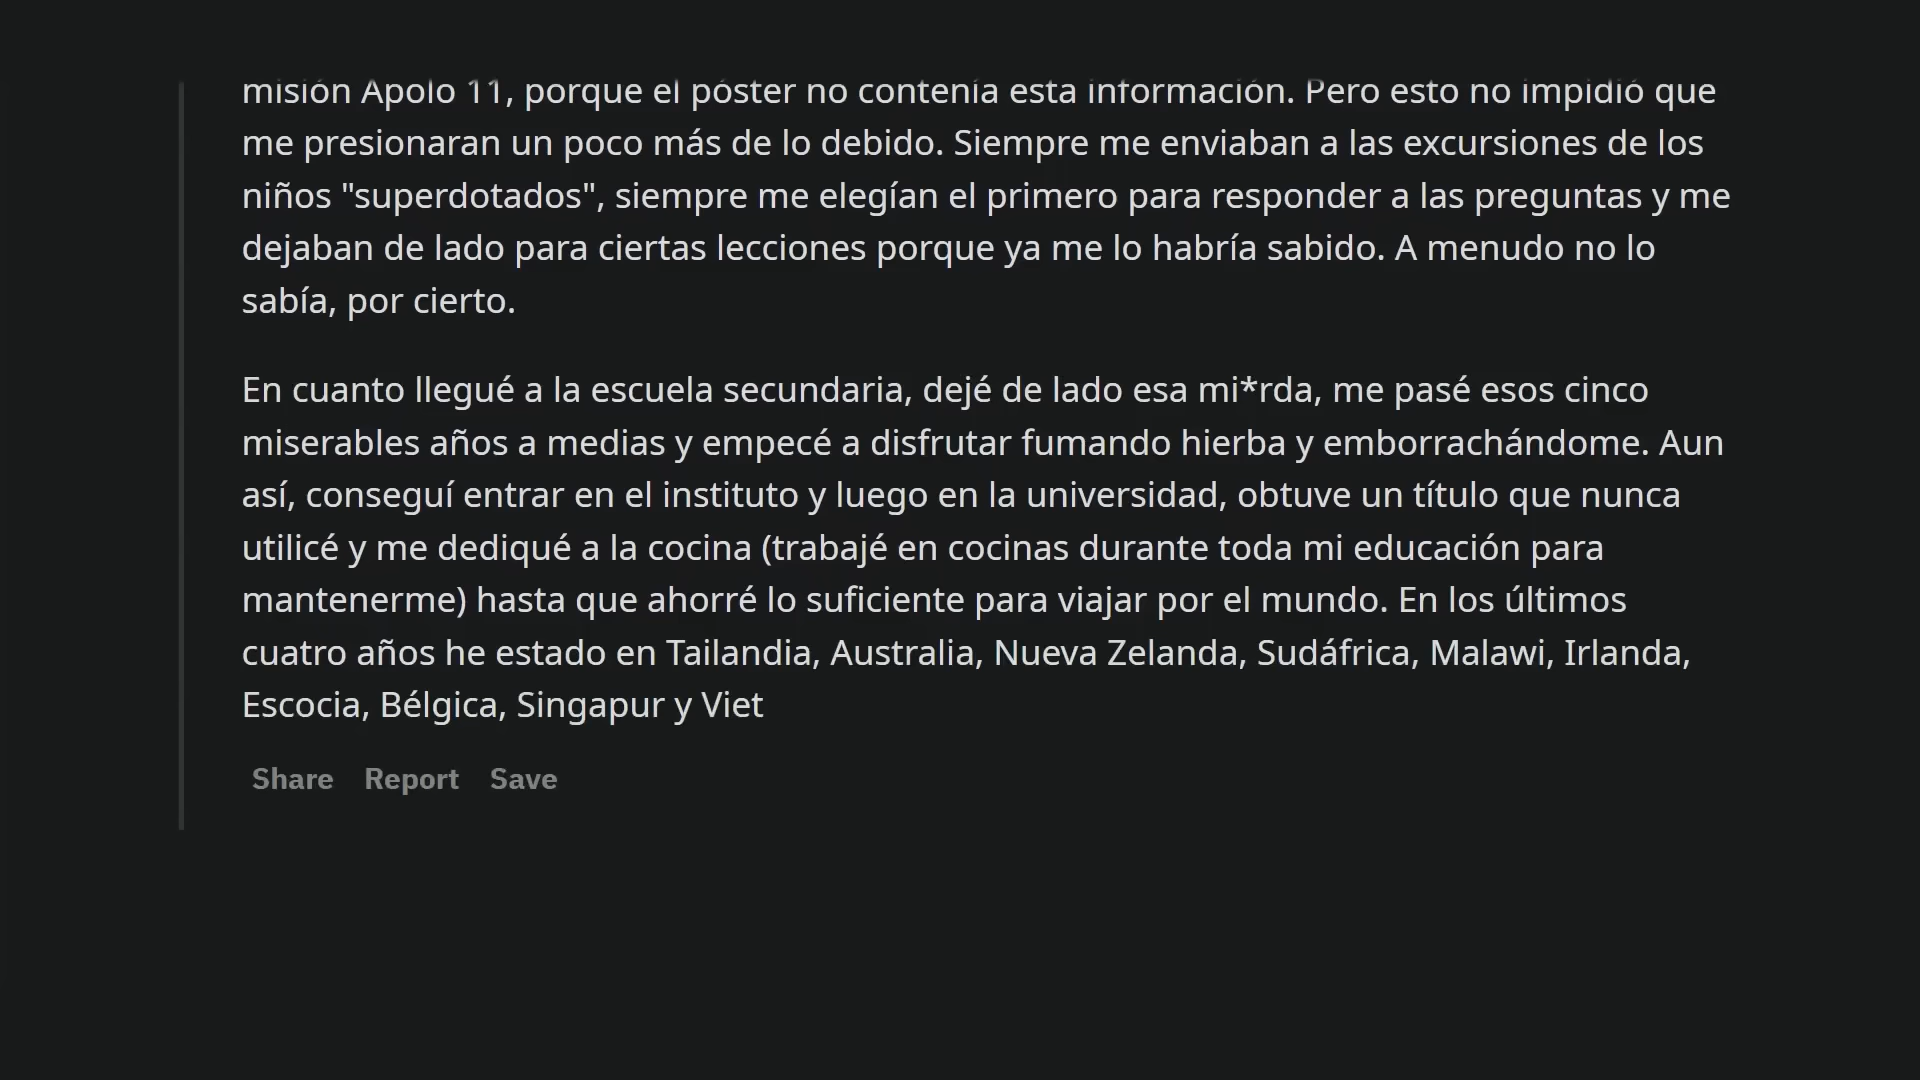 misión Apolo 11, porque el póster no contenía esta información. Pero esto no impidió que
me presionaran un poco más de lo debido. Siempre me enviaban a las excursiones de los
niños "superdotados", siempre me elegían el primero para responder a las preguntas y me
dejaban de lado para ciertas lecciones porque ya me lo habría sabido. A menudo no lo
sabía, por cierto.
En cuanto llegué a la escuela secundaria, dejé de lado esa mi*rda, me pasé esos cinco
miserables años a medias y empecé a disfrutar fumando hierba y emborrachándome. Aun
así, conseguí entrar en el instituto y luego en la universidad, obtuve un título que nunca
utilicé y me dediqué a la cocina (trabajé en cocinas durante toda mi educación para
mantenerme) hasta que ahorré lo suficiente para viajar por el mundo. En los últimos
cuatro años he estado en Tailandia, Australia, Nueva Zelanda, Sudáfrica, Malawi, Irlanda,
Escocia, Bélgica, Singapur y Viet
Share Report Save